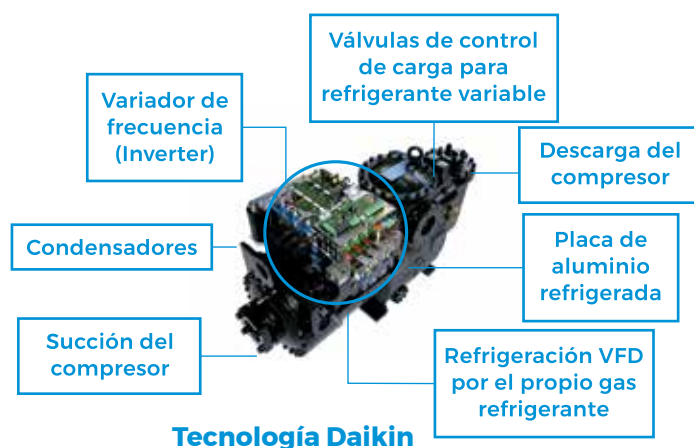 Válvulas de control
de carga para
refrigerante variable
Variador de
frecuencia
(Inverter)
Descarga del
compresor
Condensadores
Placa de
aluminio
refrigerada
Succión del
compresor
Refrigeración VFD
por el propio gas
refrigerante
Tecnología Daikin